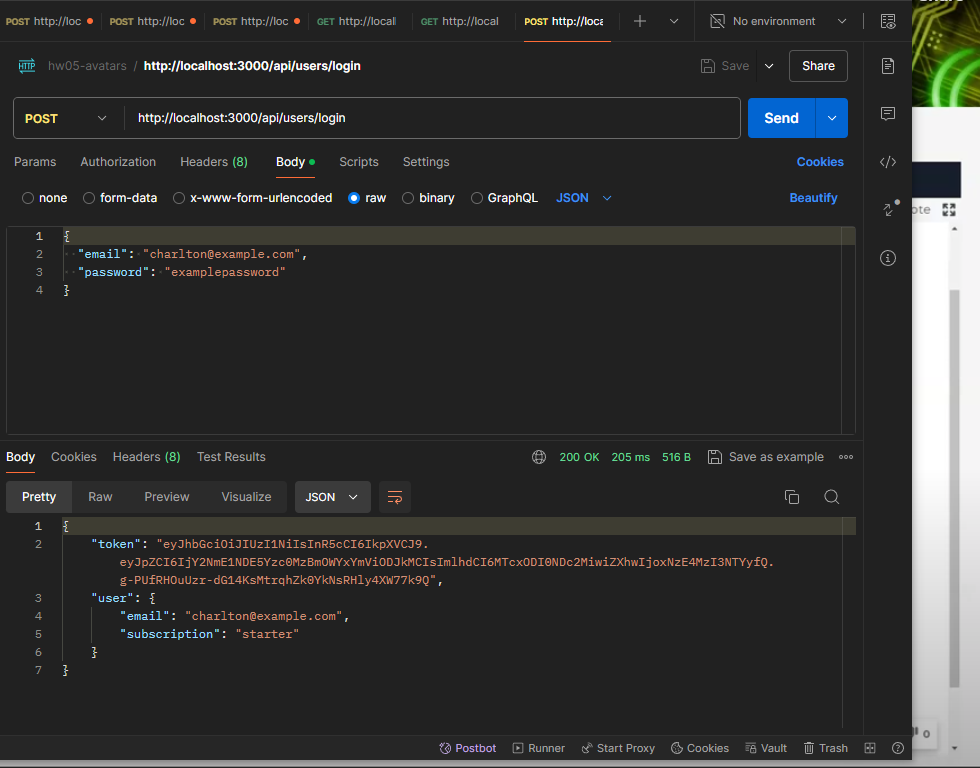 POST http://loc POST http://loc POST http://loc GET http://locall GET http://local POST http://loca No environment
HTTP hw05-avatars / http://localhost:3000/api/users/login Save Share
POST http://localhost:3000/api/users/login Send
Params Authorization Headers (8) Body Scripts Settings Cookies
none form-data x-www-form-urlencoded raw binary GraphQL JSON Beautify
1 {
2 "email": "charlton@example.com",
3 "password": "examplepassword"
4 }
Body Cookies Headers (8) Test Results 200 OK 205 ms 516 B Save as example
Pretty Raw Preview Visualize JSON
1 {
2 "token": "eyJhbGciOiJIUzI1NiIsInR5cCI6IkpXVCJ9.
eyJpZCI6IjY2NmE1NDE5Yzc0MzBmOWYxYmViODJkMCIsImlhdCI6MTcxODI0NDc2MiwiZXhwIjoxNzE4MzI3NTYyfQ.
g-PUfRHOuUzr-dG14KsMtrqhZk0YkNsRHly4XW77k9Q",
3 "user": {
4 "email": "charlton@example.com",
5 "subscription": "starter"
6 }
7 }
Postbot Runner Start Proxy Cookies Vault Trash
0